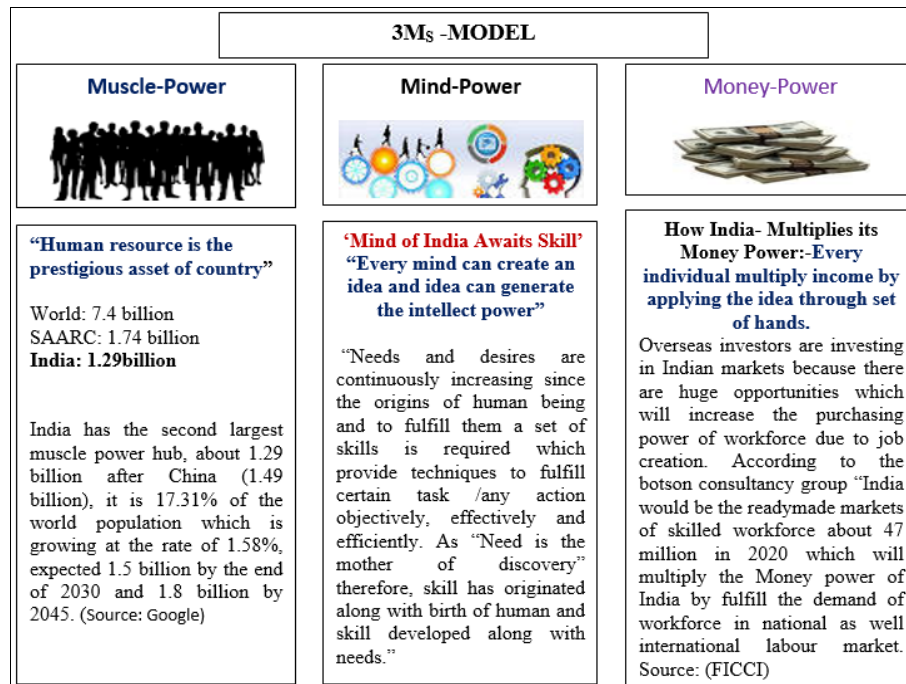 3Ms -MODEL
Muscle-Power
“Human resource is the
prestigious asset of country”
World: 7.4 billion
SAARC: 1.74 billion
India: 1.29billion
India has the second largest
muscle power hub, about 1.29
billion after China (1.49
billion), it is 17.31% of the
world population which is
growing at the rate of 1.58%,
expected 1.5 billion by the end
of 2030 and 1.8 billion by
2045. (Source: Google)
Mind-Power
‘Mind of India Awaits Skill’
“Every mind can create an
idea and idea can generate
the intellect power”
“Needs and desires are
continuously increasing since
the origins of human being
and to fulfill them a set of
skills is required which
provide techniques to fulfill
certain task /any action
objectively, effectively and
efficiently. As “Need is the
mother of discovery”
therefore, skill has originated
along with birth of human and
skill developed along with
needs.”
Money-Power
How India- Multiplies its
Money Power:-Every
individual multiply income by
applying the idea through set
of hands.
Overseas investors are investing
in Indian markets because there
are huge opportunities which
will increase the purchasing
power of workforce due to job
creation. According to the
botson consultancy group “India
would be the readymade markets
of skilled workforce about 47
million in 2020 which will
multiply the Money power of
India by fulfill the demand of
workforce in national as well
international labour market.
Source: (FICCI)